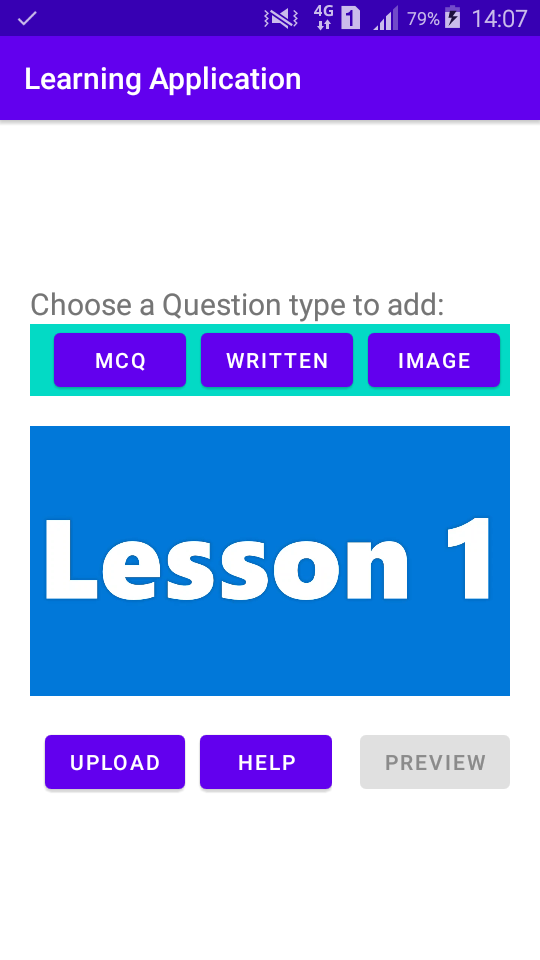 4G 1 79% 14:07
Learning Application
Choose a Question type to add:
MCQ WRITTEN IMAGE
Lesson 1
UPLOAD HELP PREVIEW